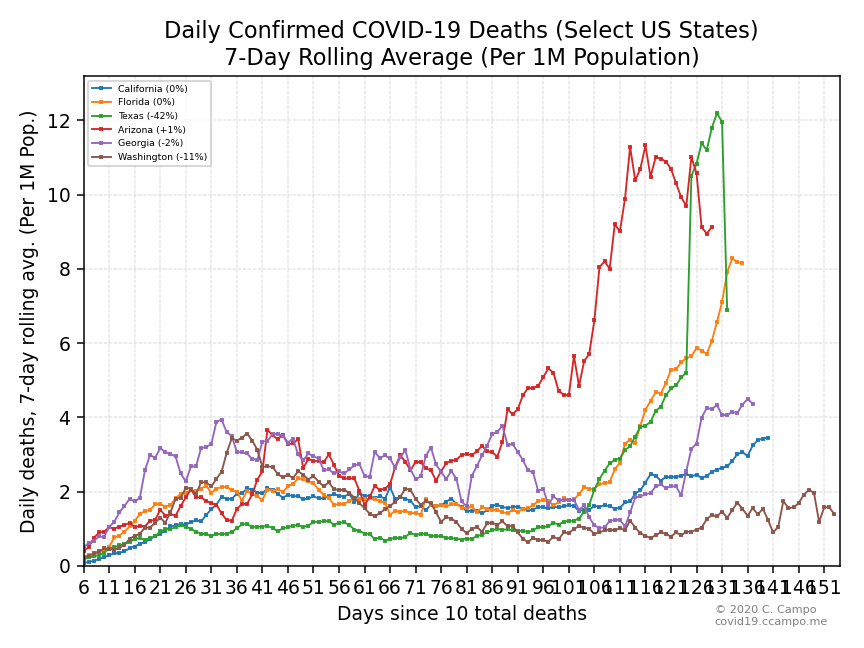 Daily Confirmed COVID-19 Deaths (Select US States)
7-Day Rolling Average (Per 1M Population)
California (0%)
Florida (0%)
Texas (-42%)
Arizona (+1%)
Georgia (-2%)
Washington (-11%)
Daily deaths, 7-day rolling avg. (Per 1M Pop.)
12
10
8
6
4
2
0
6 11 16 21 26 31 36 41 46 51 56 61 66 71 76 81 86 91 96 101 106 111 116 121 126 131 136 141 146 151
Days since 10 total deaths
© 2020 C. Campo
covid19.ccampo.me